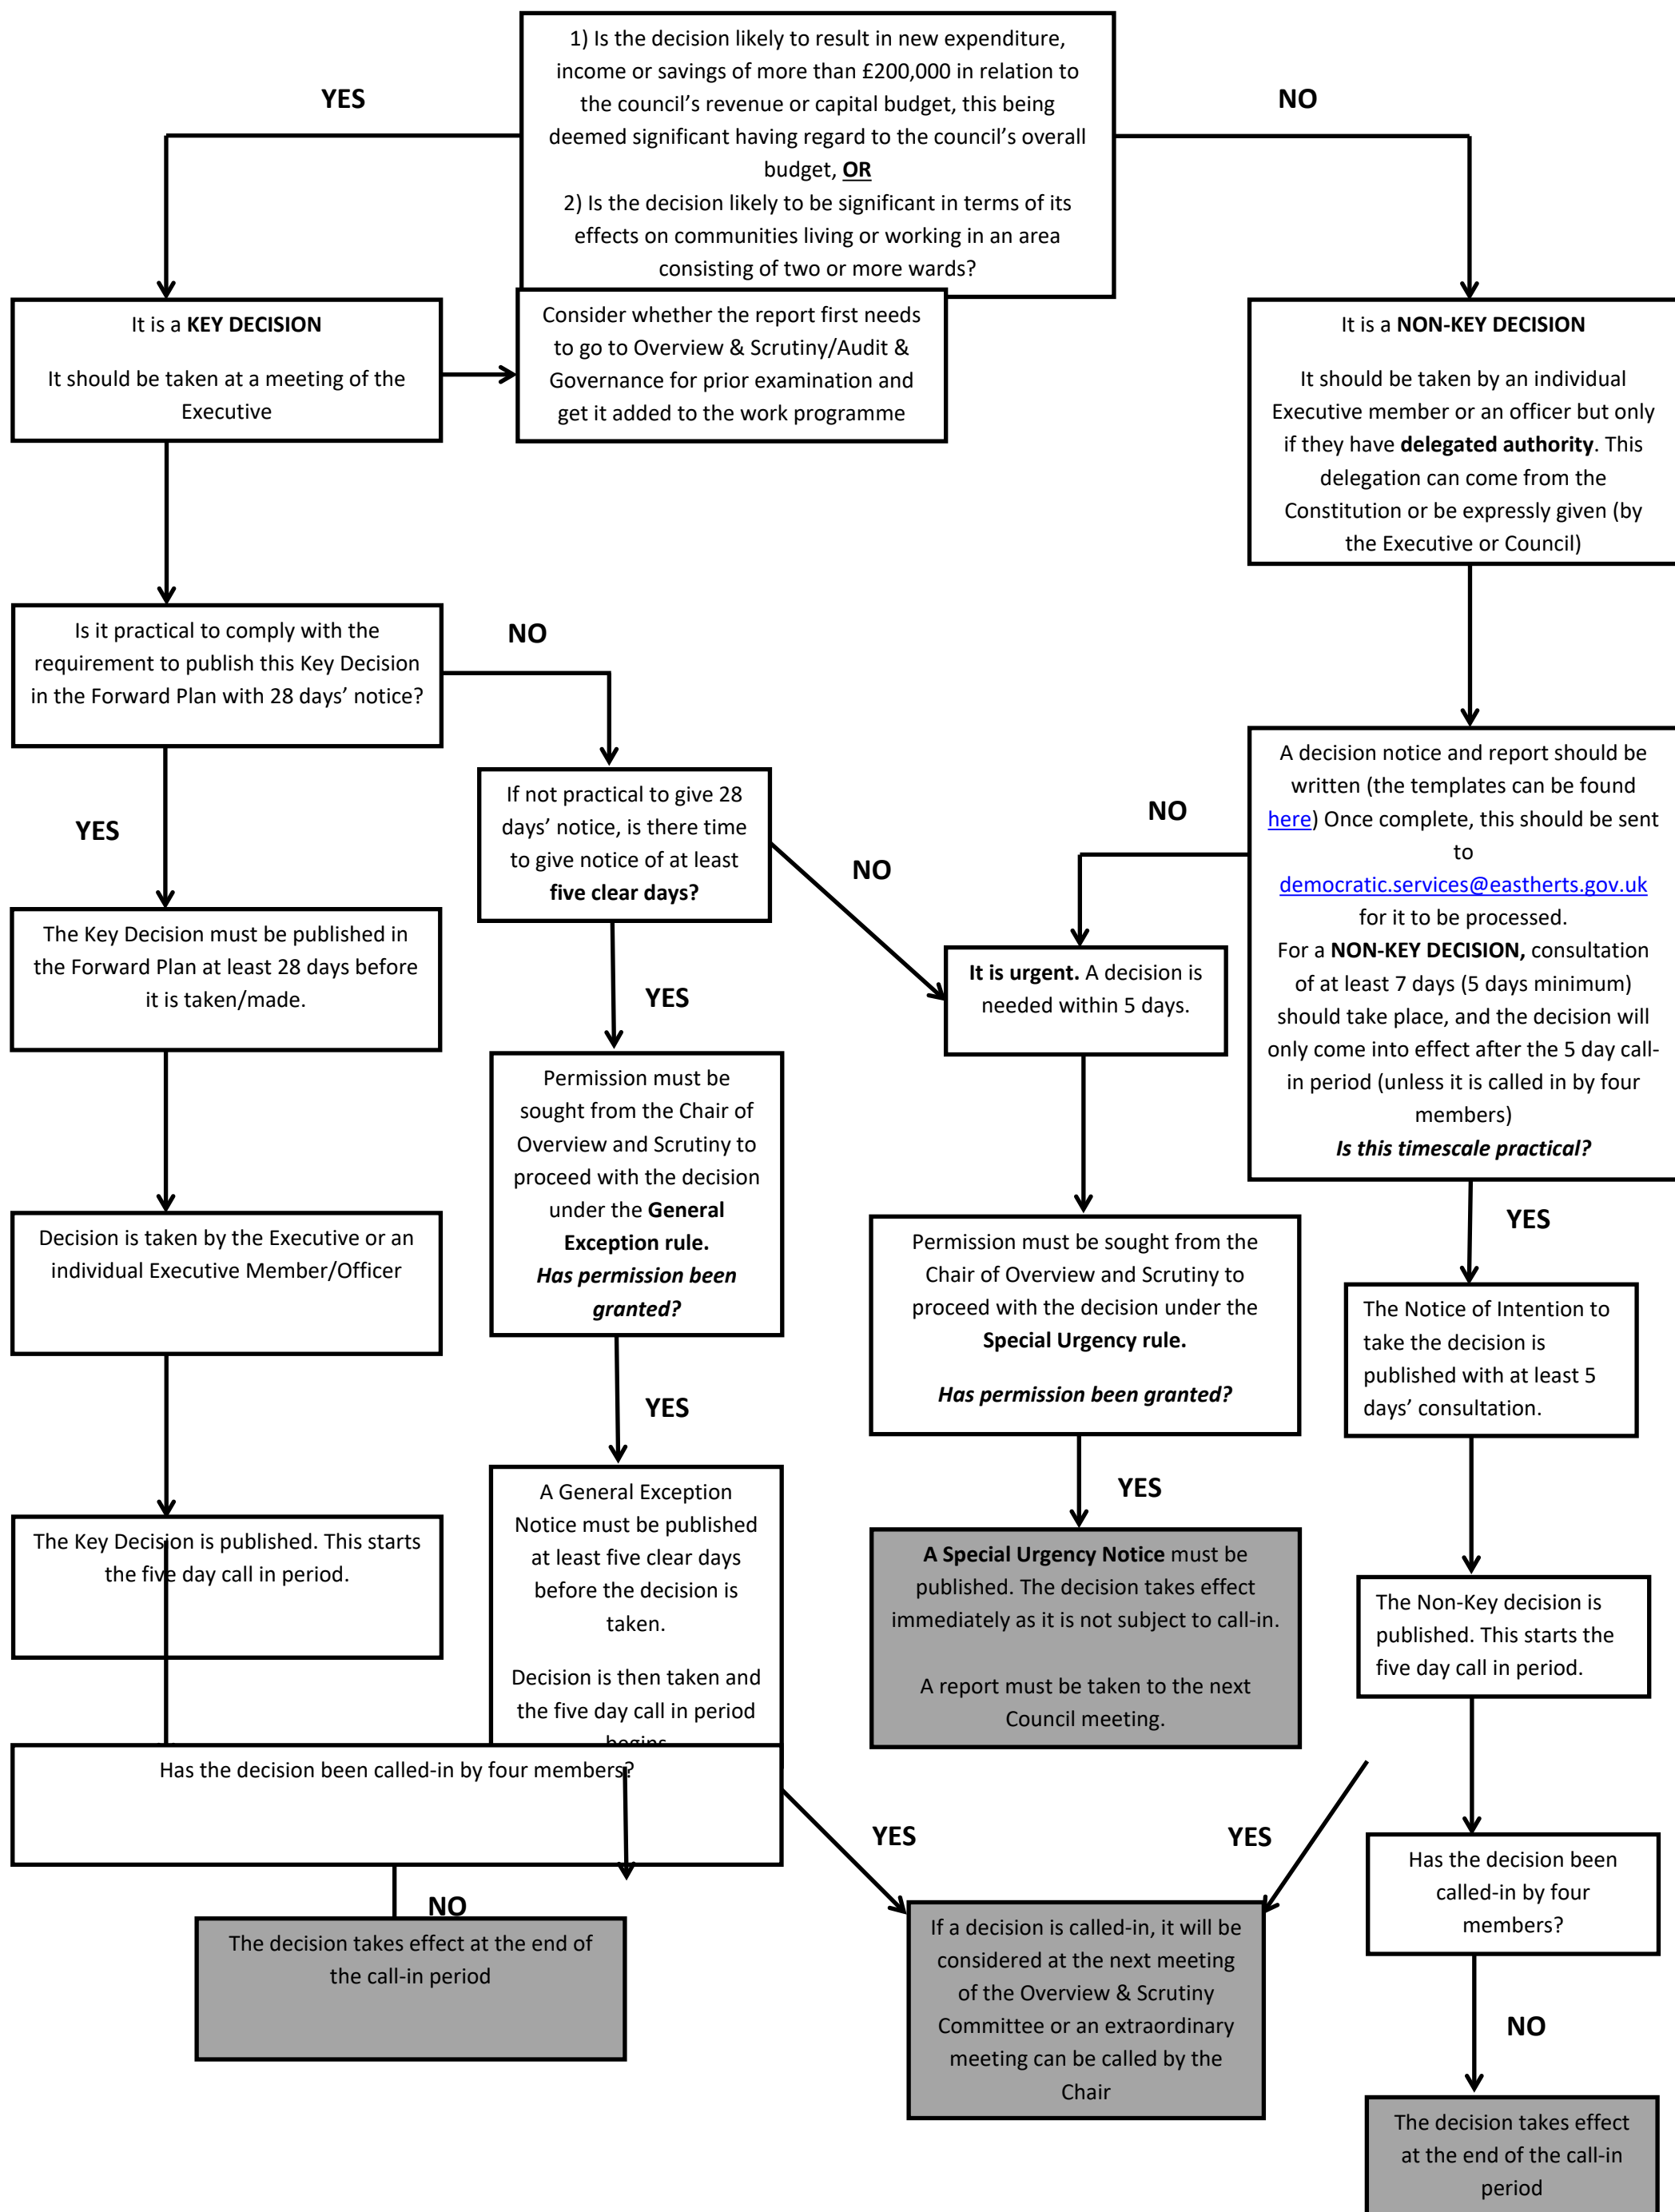 1) Is the decision likely to result in new expenditure,
income or savings of more than £200,000 in relation to
the council’s revenue or capital budget, this being
deemed significant having regard to the council’s overall
budget, OR
2) Is the decision likely to be significant in terms of its
effects on communities living or working in an area
consisting of two or more wards?
YES
NO
It is a KEY DECISION
It should be taken at a meeting of the
Executive
Consider whether the report first needs
to go to Overview & Scrutiny/Audit &
Governance for prior examination and
get it added to the work programme
It is a NON-KEY DECISION
It should be taken by an individual
Executive member or an officer but only
if they have delegated authority. This
delegation can come from the
Constitution or be expressly given (by
the Executive or Council)
Is it practical to comply with the
requirement to publish this Key Decision
in the Forward Plan with 28 days’ notice?
NO
YES
If not practical to give 28
days’ notice, is there time
to give notice of at least
five clear days?
NO
NO
A decision notice and report should be
written (the templates can be found
here) Once complete, this should be sent
to
democratic.services@eastherts.gov.uk
for it to be processed.
For a NON-KEY DECISION, consultation
of at least 7 days (5 days minimum)
should take place, and the decision will
only come into effect after the 5 day call-
in period (unless it is called in by four
members)
Is this timescale practical?
The Key Decision must be published in
the Forward Plan at least 28 days before
it is taken/made.
YES
It is urgent. A decision is
needed within 5 days.
Permission must be
sought from the Chair of
Overview and Scrutiny to
proceed with the decision
under the General
Exception rule.
Has permission been
granted?
Decision is taken by the Executive or an
individual Executive Member/Officer
Permission must be sought from the
Chair of Overview and Scrutiny to
proceed with the decision under the
Special Urgency rule.
Has permission been granted?
YES
The Notice of Intention to
take the decision is
published with at least 5
days’ consultation.
YES
YES
The Key Decision is published. This starts
the five day call in period.
A General Exception
Notice must be published
at least five clear days
before the decision is
taken.
Decision is then taken and
the five day call in period
begins
A Special Urgency Notice must be
published. The decision takes effect
immediately as it is not subject to call-in.
A report must be taken to the next
Council meeting.
The Non-Key decision is
published. This starts the
five day call in period.
Has the decision been called-in by four members?
YES
YES
Has the decision been
called-in by four
members?
NO
The decision takes effect at the end of
the call-in period
If a decision is called-in, it will be
considered at the next meeting
of the Overview & Scrutiny
Committee or an extraordinary
meeting can be called by the
Chair
NO
The decision takes effect
at the end of the call-in
period